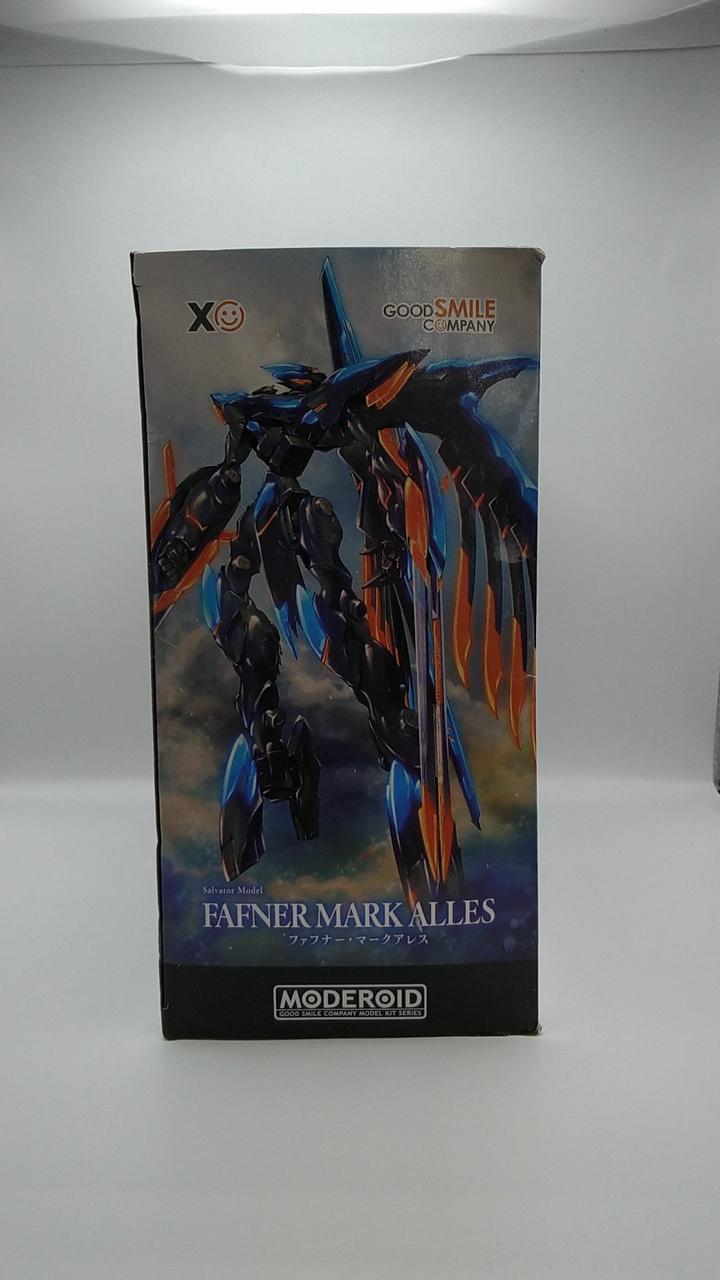 XO
GOOD SMILE
COMPANY
Salvator Model
FAFNER MARK ALLES
ファフナー・マークアレス
MODEROID
GOOD SMILE COMPANY MODEL KIT SERIES